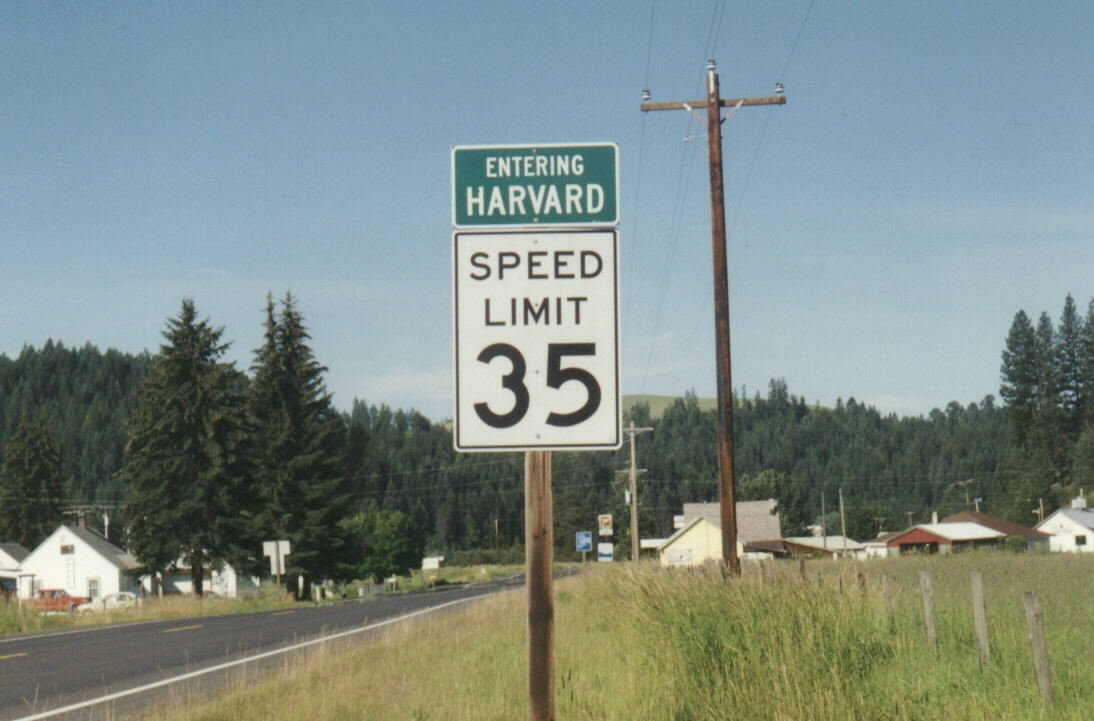 ENTERING
HARVARD
SPEED
LIMIT
35